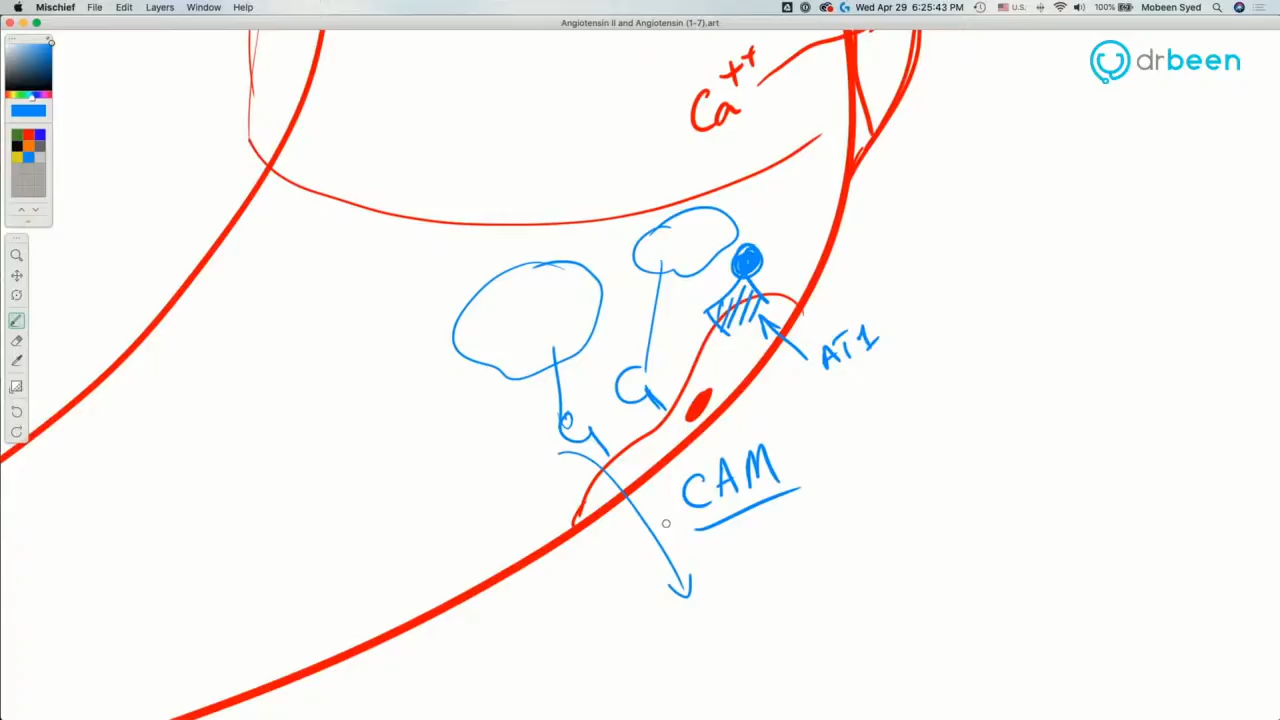 Mischief File Edit Layers Window Help
U.S. 100% Wed Apr 29 6:25:43 PM Mobeen Syed
Angiotensin II and Angiotensin (1-7).art
drbeen
Ca++
AT1
CAM